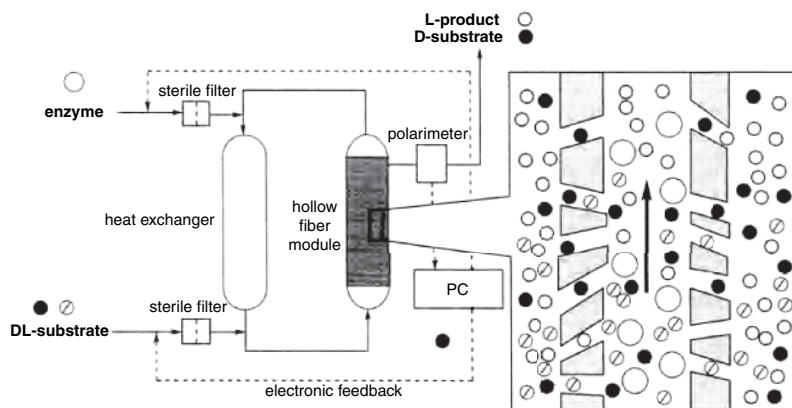 L-product
D-substrate
sterile filter
enzyme
polarimeter
heat exchanger
hollow
fiber
module
PC
sterile filter
DL-substrate
electronic feedback